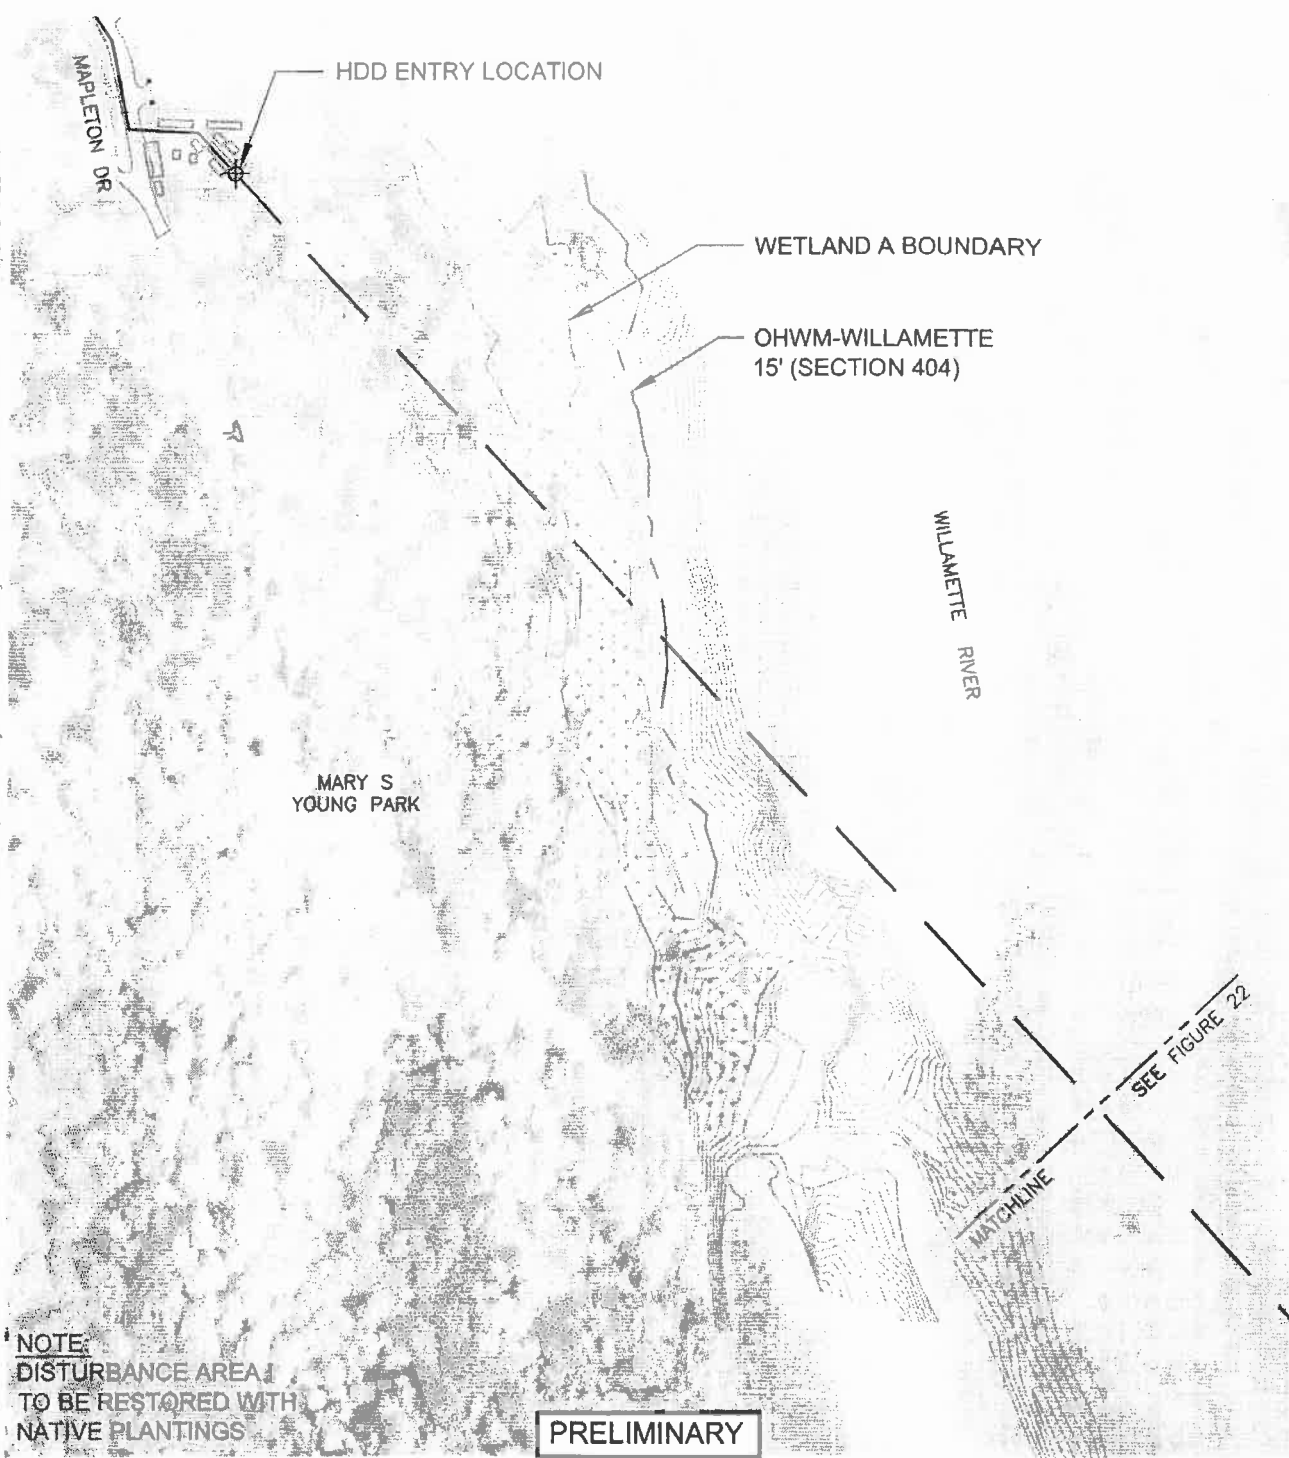 HDD ENTRY LOCATION
MAPLETON DR
WETLAND A BOUNDARY
OHWM-WILLAMETTE
15' (SECTION 404)
WILLAMETTE RIVER
MARY S
YOUNG PARK
SEE FIGURE 22
MATCHLINE
NOTE:
DISTURBANCE AREA
TO BE RESTORED WITH
NATIVE PLANTINGS
PRELIMINARY